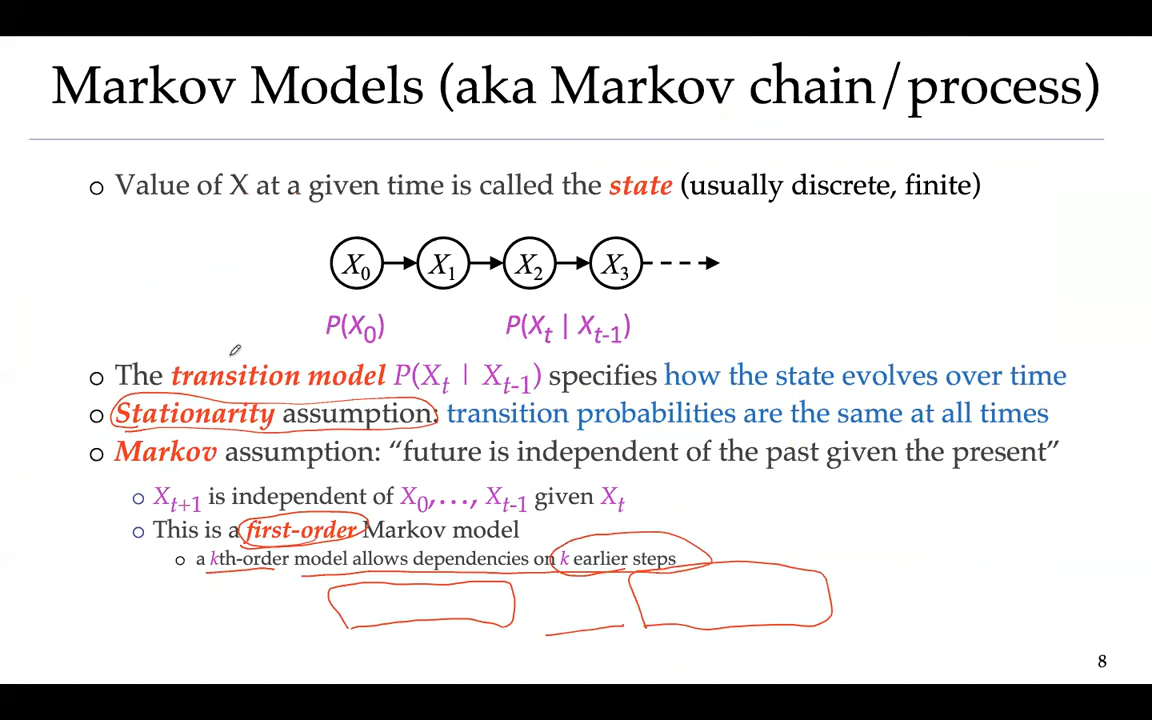 Markov Models (aka Markov chain/process)
○ Value of X at a given time is called the state (usually discrete, finite)
X₀ X₁ X₂ X₃
P(X₀) P(Xₜ | Xₜ₋₁)
○ The transition model P(Xₜ | Xₜ₋₁) specifies how the state evolves over time
○ Stationarity assumption: transition probabilities are the same at all times
○ Markov assumption: “future is independent of the past given the present”
○ Xₜ₊₁ is independent of X₀,…, Xₜ₋₁ given Xₜ
○ This is a first-order Markov model
○ a kth-order model allows dependencies on k earlier steps
8